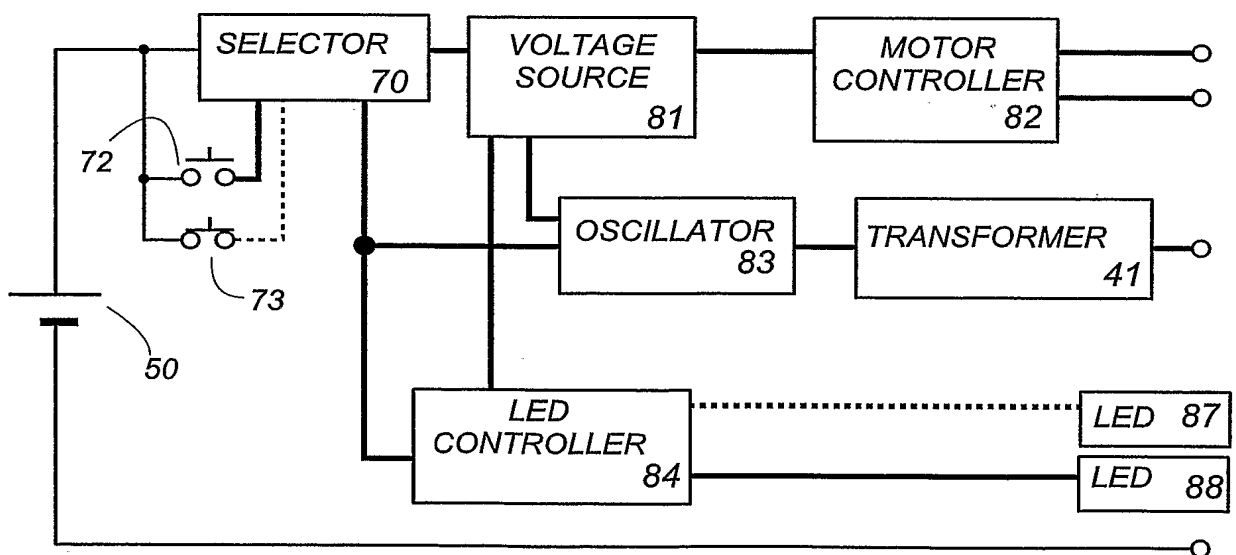 SELECTOR
70
VOLTAGE
SOURCE
81
MOTOR
CONTROLLER
82
72
73
50
OSCILLATOR
83
TRANSFORMER
41
LED
CONTROLLER
84
LED 87
LED 88